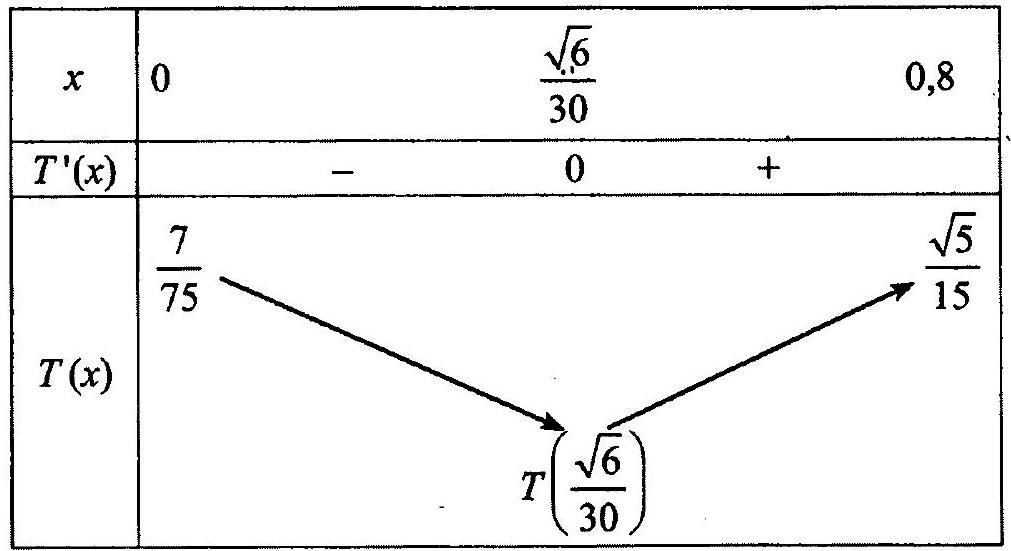 x 0 √6/30 0,8
T'(x) − 0 +
7/75 √5/15
T(x)
T(√6/30)